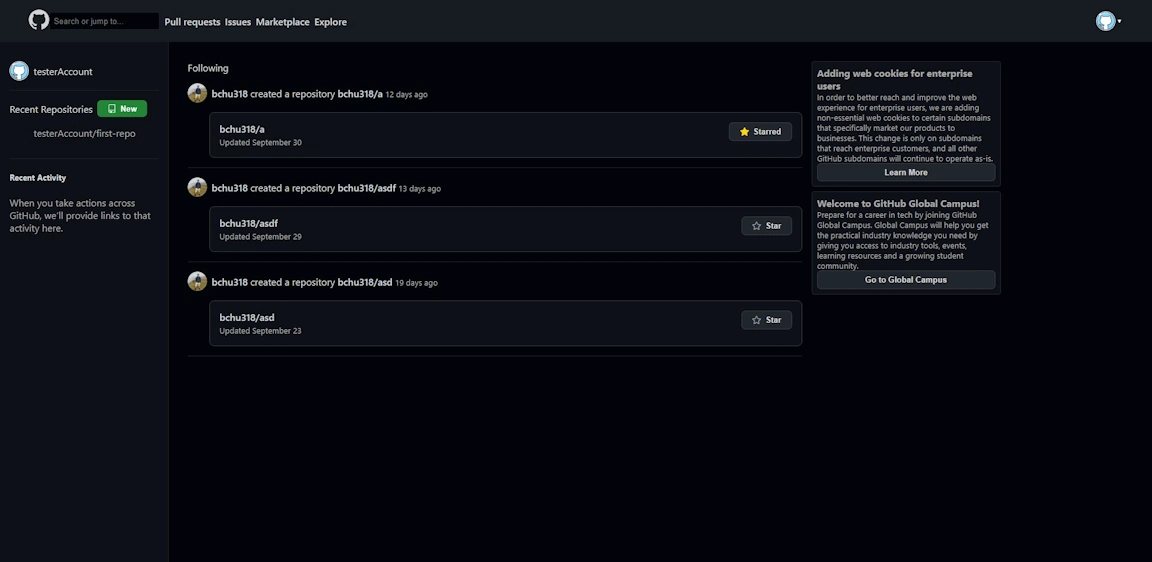 Search or jump to...
Pull requests Issues Marketplace Explore
testerAccount
Recent Repositories New
testerAccount/first-repo
Recent Activity
When you take actions across
GitHub, we'll provide links to that
activity here.
Following
bchu318 created a repository bchu318/a 12 days ago
bchu318/a
Updated September 30
Starred
bchu318 created a repository bchu318/asdf 13 days ago
bchu318/asdf
Updated September 29
Star
bchu318 created a repository bchu318/asd 19 days ago
bchu318/asd
Updated September 23
Star
Adding web cookies for enterprise
users
In order to better reach and improve the web
experience for enterprise users, we are adding
non-essential web cookies to certain subdomains
that specifically market our products to
businesses. This change is only on subdomains
that reach enterprise customers, and all other
GitHub subdomains will continue to operate as-is.
Learn More
Welcome to GitHub Global Campus!
Prepare for a career in tech by joining GitHub
Global Campus. Global Campus will help you get
the practical industry knowledge you need by
giving you access to industry tools, events,
learning resources and a growing student
community.
Go to Global Campus